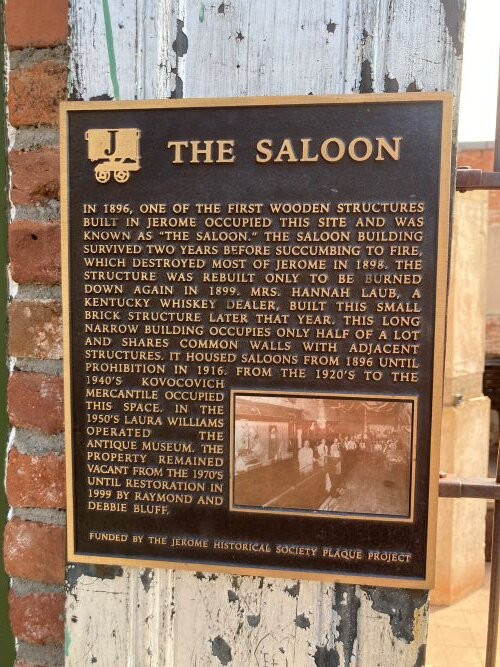 J
THE SALOON
IN 1896, ONE OF THE FIRST WOODEN STRUCTURES
BUILT IN JEROME OCCUPIED THIS SITE AND WAS
KNOWN AS "THE SALOON." THE SALOON BUILDING
SURVIVED TWO YEARS BEFORE SUCCUMBING TO FIRE,
WHICH DESTROYED MOST OF JEROME IN 1898. THE
STRUCTURE WAS REBUILT ONLY TO BE BURNED
DOWN AGAIN IN 1899. MRS. HANNAH LAUB, A
KENTUCKY WHISKEY DEALER, BUILT THIS SMALL
BRICK STRUCTURE LATER THAT YEAR. THIS LONG
NARROW BUILDING OCCUPIES ONLY HALF OF A LOT
AND SHARES COMMON WALLS WITH ADJACENT
STRUCTURES. IT HOUSED SALOONS FROM 1896 UNTIL
PROHIBITION IN 1916. FROM THE 1920'S TO THE
1940'S KOVOCOVICH
MERCANTILE OCCUPIED
THIS SPACE. IN THE
1950'S LAURA WILLIAMS
OPERATED THE
ANTIQUE MUSEUM. THE
PROPERTY REMAINED
VACANT FROM THE 1970'S
UNTIL RESTORATION IN
1999 BY RAYMOND AND
DEBBIE BLUFF.
FUNDED BY THE JEROME HISTORICAL SOCIETY PLAQUE PROJECT